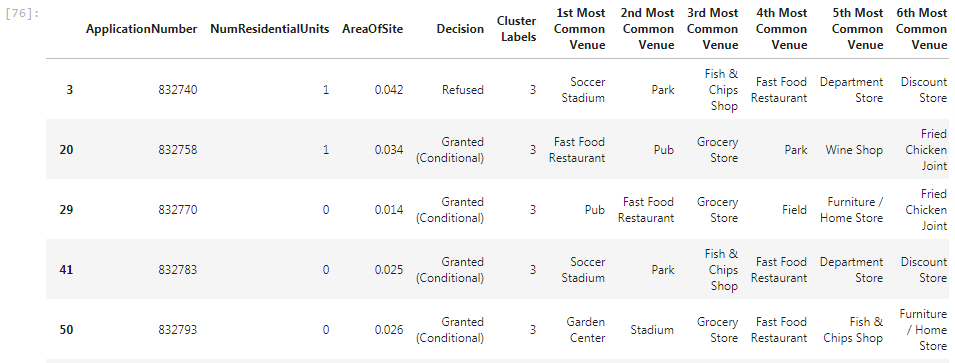 [76]:
ApplicationNumber NumResidentialUnits AreaOfSite Decision Cluster Labels 1st Most Common Venue 2nd Most Common Venue 3rd Most Common Venue 4th Most Common Venue 5th Most Common Venue 6th Most Common Venue
3 832740 1 0.042 Refused 3 Soccer Stadium Park Fish & Chips Shop Fast Food Restaurant Department Store Discount Store
20 832758 1 0.034 Granted (Conditional) 3 Fast Food Restaurant Pub Grocery Store Park Wine Shop Fried Chicken Joint
29 832770 0 0.014 Granted (Conditional) 3 Pub Fast Food Restaurant Grocery Store Field Furniture / Home Store Fried Chicken Joint
41 832783 0 0.025 Granted (Conditional) 3 Soccer Stadium Park Fish & Chips Shop Fast Food Restaurant Department Store Discount Store
50 832793 0 0.026 Granted (Conditional) 3 Garden Center Stadium Grocery Store Fast Food Restaurant Fish & Chips Shop Furniture / Home Store